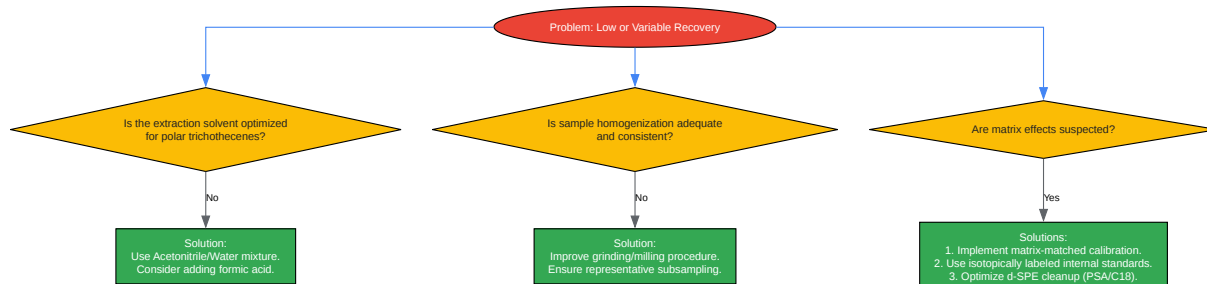 Problem: Low or Variable Recovery
Is the extraction solvent optimized
for polar trichothecenes?
Is sample homogenization adequate
and consistent?
Are matrix effects suspected?
No
No
Yes
Solution:
Use Acetonitrile/Water mixture.
Consider adding formic acid.
Solution:
Improve grinding/milling procedure.
Ensure representative subsampling.
Solutions:
1. Implement matrix-matched calibration.
2. Use isotopically labeled internal standards.
3. Optimize d-SPE cleanup (PSA/C18).